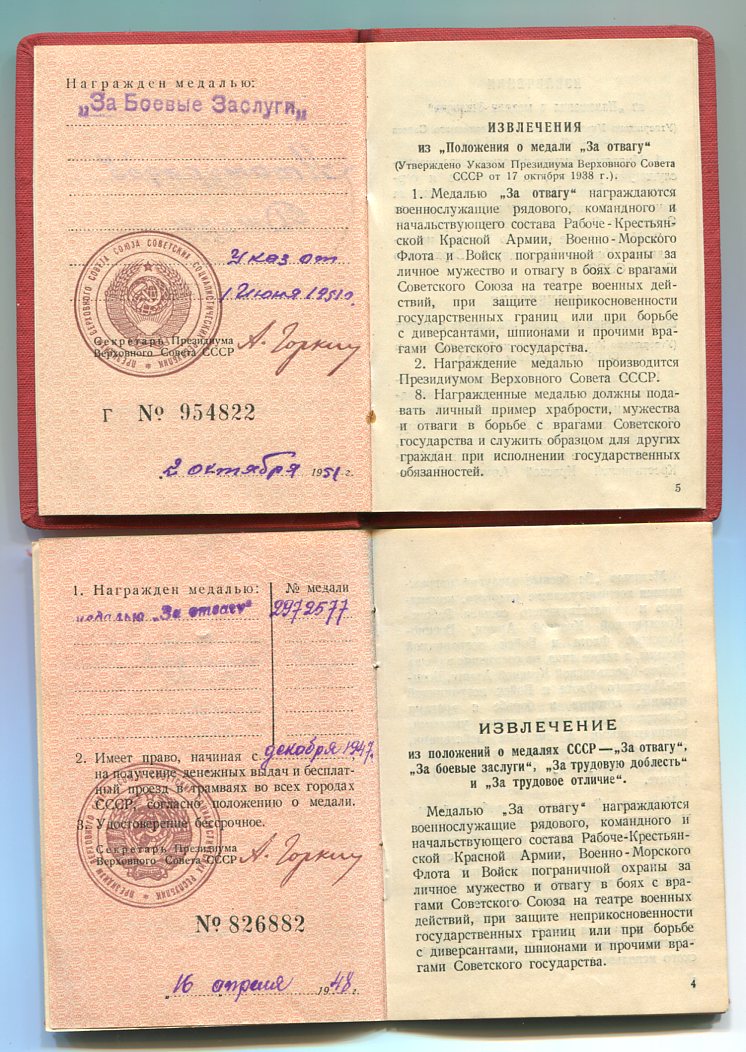 Награжден медалью:
„За Боевые Заслуги„
Указ от
1 Июня 1951г.
Секретарь Президиума
Верховного Совета СССР
А. Горкин
Г № 954822
2 октября 1951 г.
ИЗВЛЕЧЕНИЯ
из „Положения о медали „За отвагу“
(Утверждено Указом Президиума Верховного Совета
СССР от 17 октября 1938 г.).
1. Медалью „За отвагу“ награждаются
военнослужащие рядового, командного и
начальствующего состава Рабоче-Крестьян-
ской Красной Армии, Военно-Морского
Флота и Войск пограничной охраны за
личное мужество и отвагу в боях с врагами
Советского Союза на театре военных дей-
ствий, при защите неприкосновенности
государственных границ или при борьбе
с диверсантами, шпионами и прочими вра-
гами Советского государства.
2. Награждение медалью производится
Президиумом Верховного Совета СССР.
8. Награжденные медалью должны пода-
вать личный пример храбрости, мужества
и отваги в борьбе с врагами Советского
государства и служить образцом для других
граждан при исполнении государственных
обязанностей.
5
1. Награжден медалью: № медали
медалью „За отвагу“ 2972577
2. Имеет право, начиная с декабря 1947г.
на получение денежных выдач и бесплат-
ный проезд в трамваях во всех городах
СССР, согласно положению о медали.
3. Удостоверение бессрочное.
Секретарь Президиума
Верховного Совета СССР
А. Горкин
№ 826882
16 апреля 1948 г.
ИЗВЛЕЧЕНИЕ
из положений о медалях СССР—„За отвагу“,
„За боевые заслуги“, „За трудовую доблесть“
и „За трудовое отличие“.
Медалью „За отвагу“ награждаются
военнослужащие рядового, командного и
начальствующего состава Рабоче-Крестьян-
ской Красной Армии, Военно-Морского
Флота и Войск пограничной охраны за
личное мужество и отвагу в боях с вра-
гами Советского Союза на театре военных
действий, при защите неприкосновенности
государственных границ или при борьбе
с диверсантами, шпионами и прочими вра-
гами Советского государства.
4